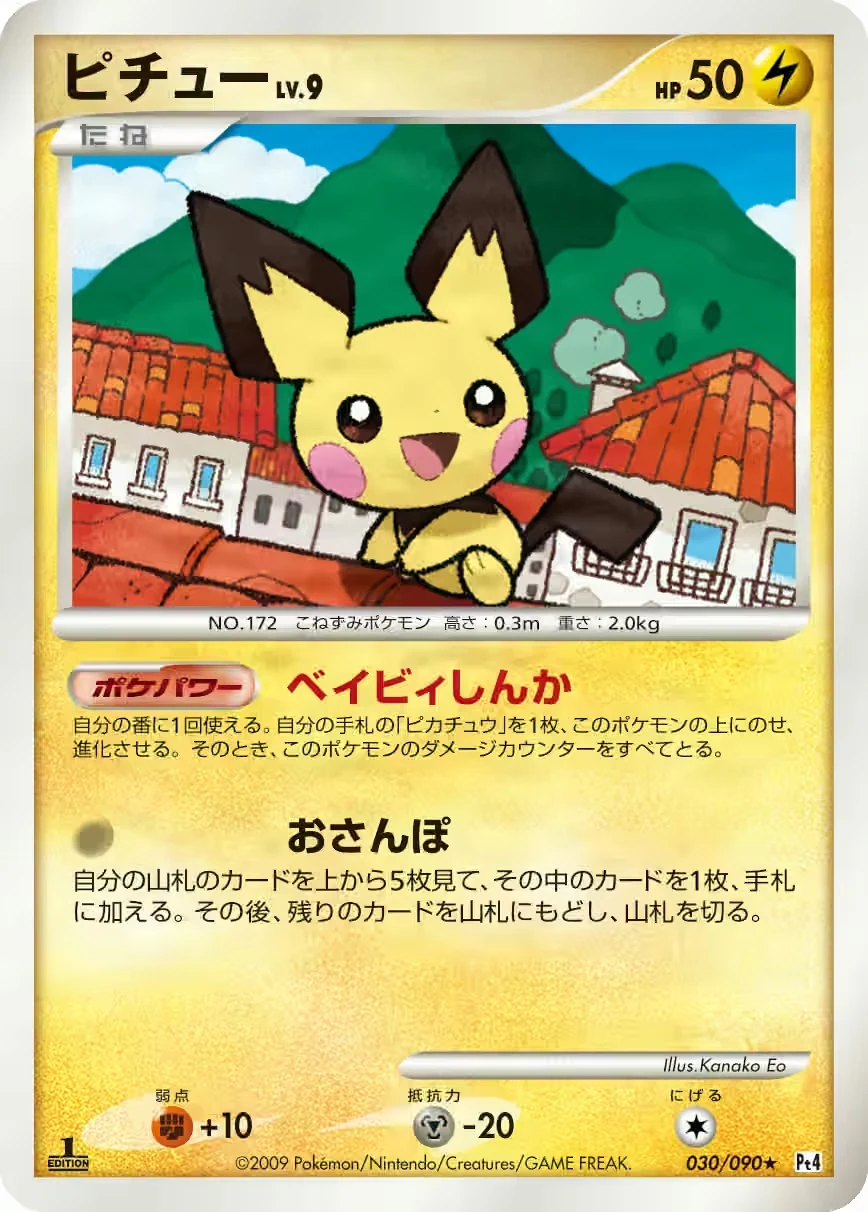 ピチュー LV.9 HP 50
たね
NO.172 こねずみポケモン 高さ:0.3m 重さ:2.0kg
ポケパワー ベイビィしんか
自分の番に1回使える。自分の手札の「ピカチュウ」を1枚、このポケモンの上にのせ、
進化させる。そのとき、このポケモンのダメージカウンターをすべてとる。
おさんぽ
自分の山札のカードを上から5枚見て、その中のカードを1枚、手札
に加える。その後、残りのカードを山札にもどし、山札を切る。
Illus.Kanako Eo
弱点 抵抗力 にげる
+10 -20
1 EDITION ©2009 Pokémon/Nintendo/Creatures/GAME FREAK. 030/090★ Pt4